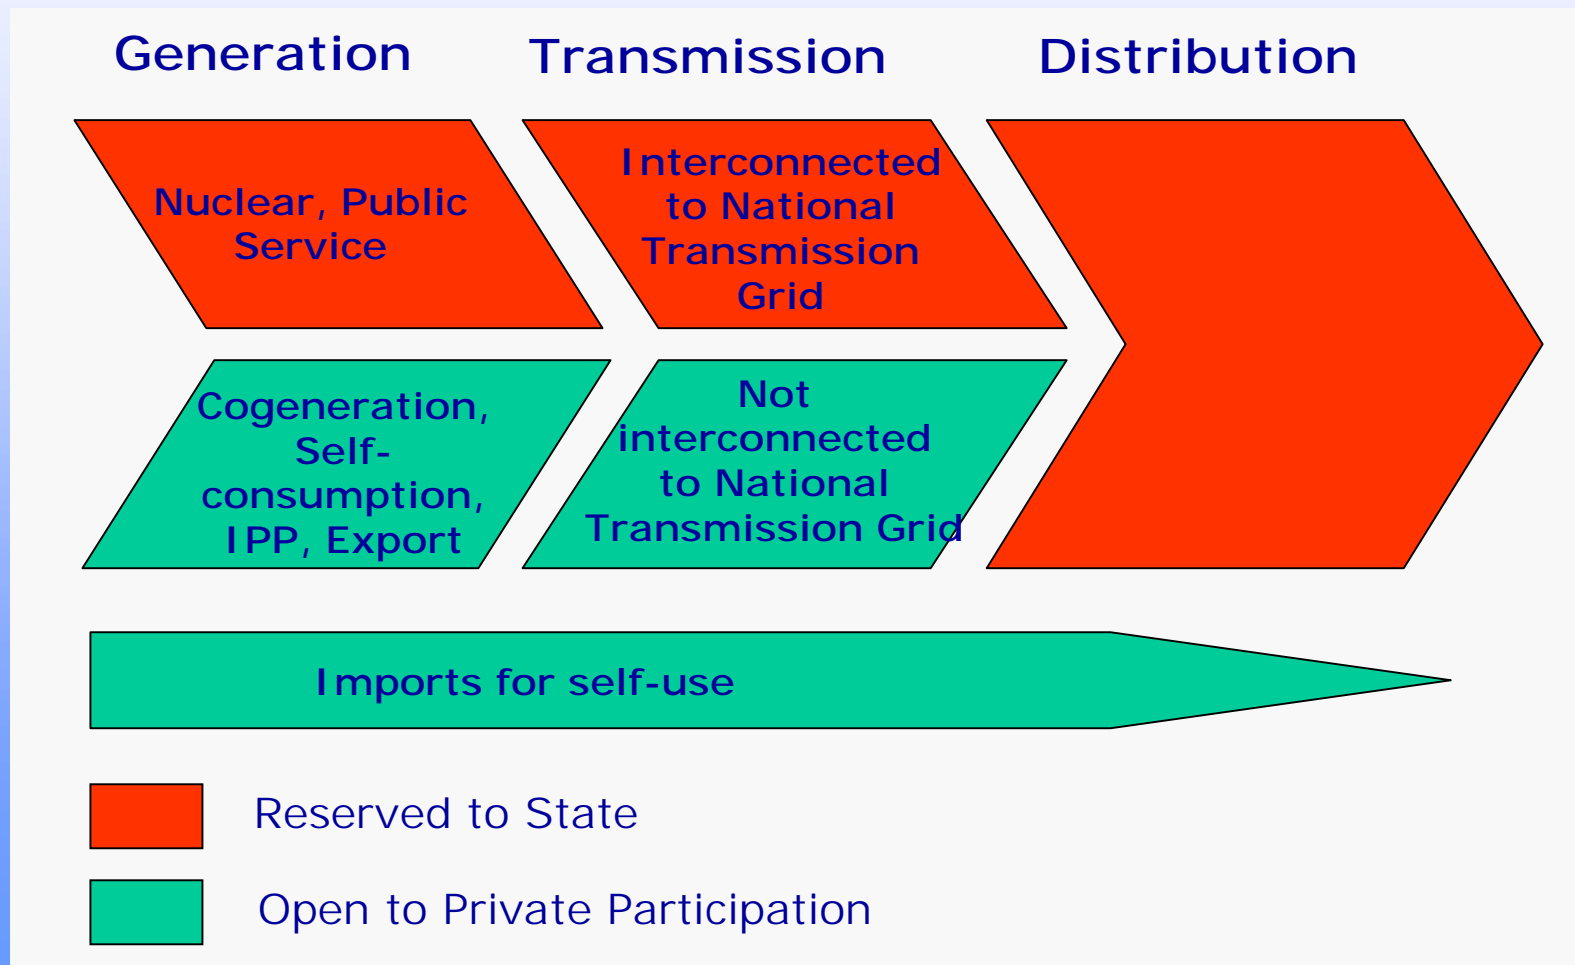 Generation
Transmission
Distribution
Nuclear, Public
Service
Interconnected
to National
Transmission
Grid
Cogeneration,
Self-
consumption,
IPP, Export
Not
interconnected
to National
Transmission Grid
Imports for self-use
Reserved to State
Open to Private Participation